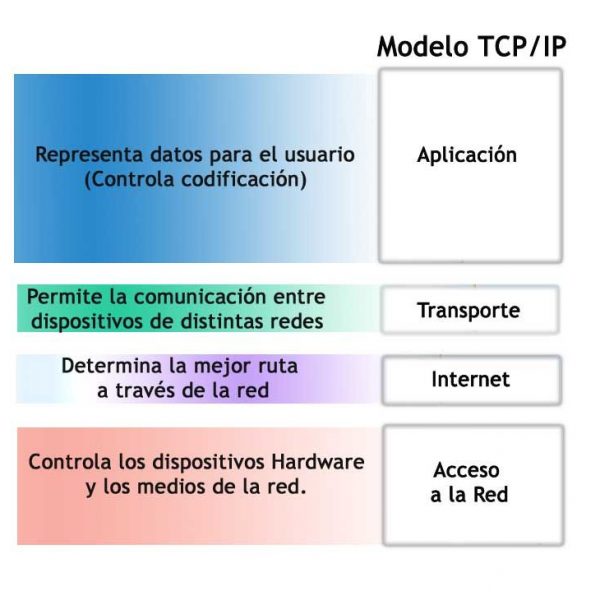 Modelo TCP/IP
Representa datos para el usuario
(Controla codificación)
Aplicación
Permite la comunicación entre
dispositivos de distintas redes
Transporte
Determina la mejor ruta
a través de la red
Internet
Controla los dispositivos Hardware
y los medios de la red.
Acceso
a la Red